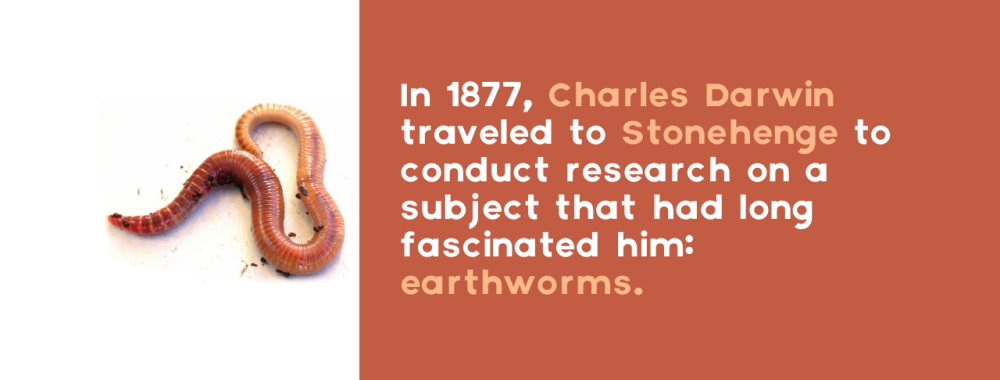 In 1877, Charles Darwin
traveled to Stonehenge to
conduct research on a
subject that had long
fascinated him:
earthworms.